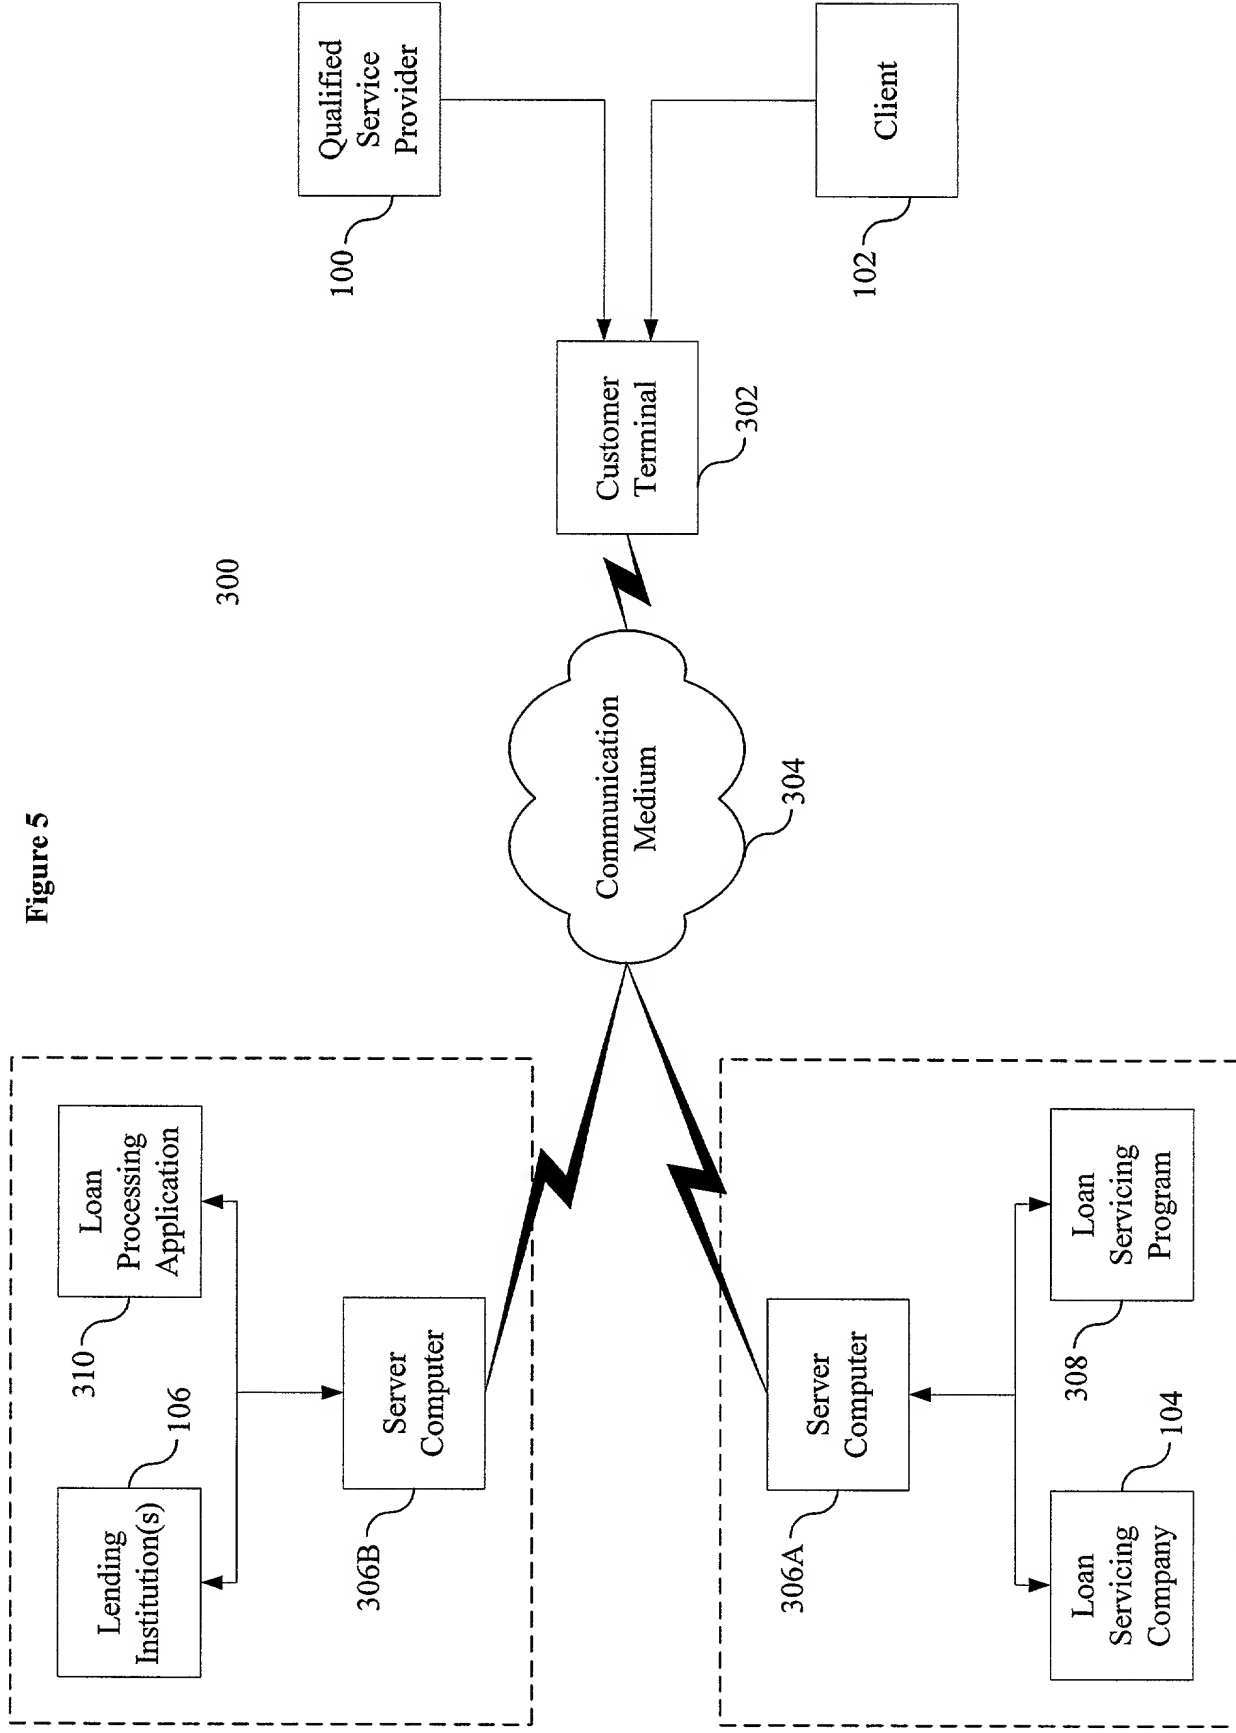 Figure 5
300
Lending
Institution(s)
106
310
Loan
Processing
Application
306B
Server
Computer
Communication
Medium
304
Customer
Terminal
302
100
Qualified
Service
Provider
102
Client
306A
Server
Computer
Loan
Servicing
Company
104
308
Loan
Servicing
Program